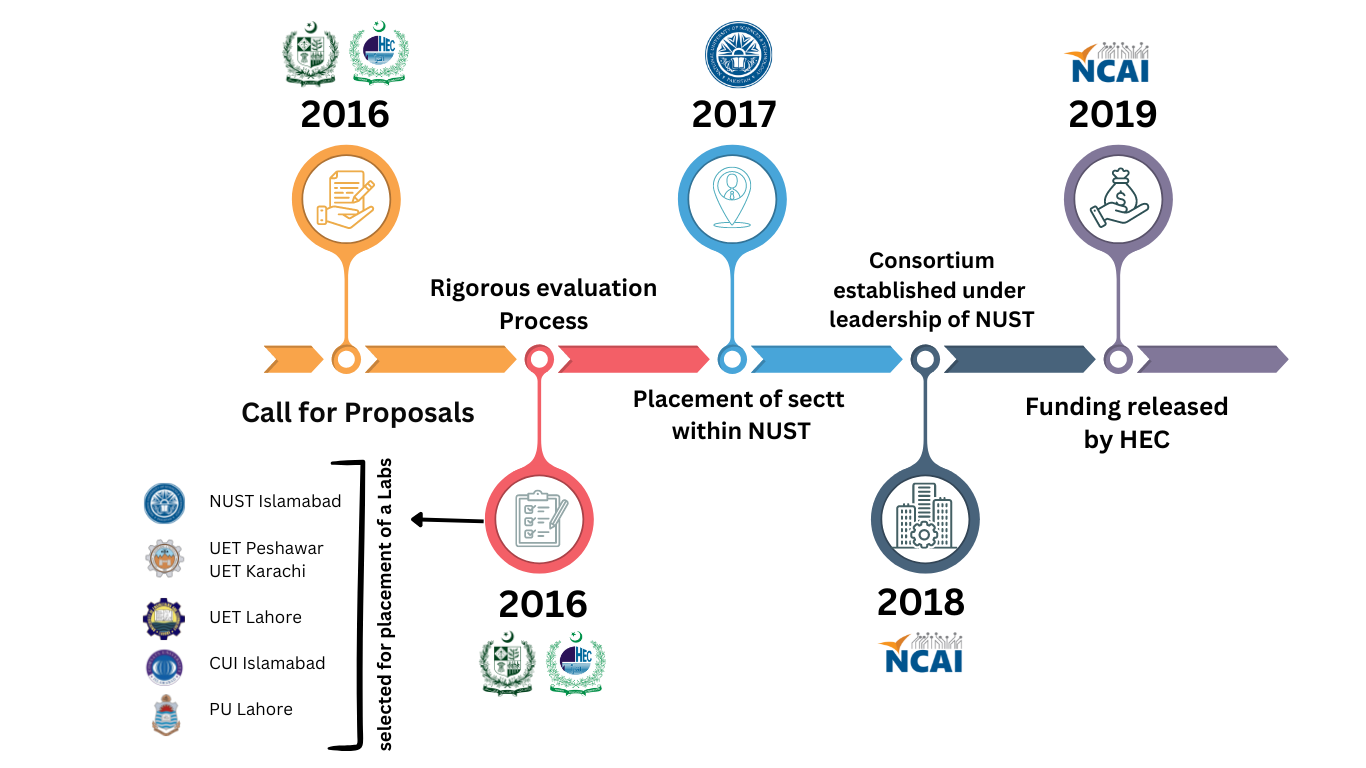 HEC
2016
2017
NCAI
2019
Call for Proposals
Rigorous evaluation
Process
Placement of sectt
within NUST
Consortium
established under
leadership of NUST
Funding released
by HEC
$
NUST Islamabad
UET Peshawar
UET Karachi
UET Lahore
CUI Islamabad
PU Lahore
selected for placement of a Labs
2016
HEC
2018
NCAI